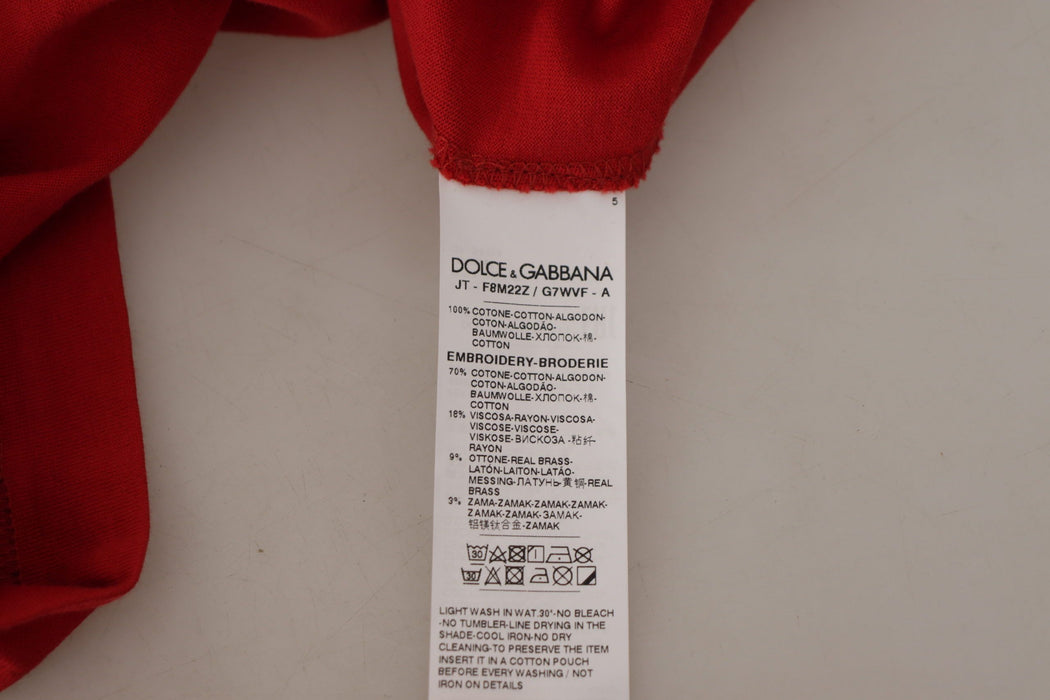 5
DOLCE & GABBANA
JT - F8M22Z / G7WVF - A
100% COTONE-COTTON-ALGODON-
COTON-ALGODÃO-
BAUMWOLLE-ХЛОПОК-棉-
COTTON
EMBROIDERY-BRODERIE
70% COTONE-COTTON-ALGODON-
COTON-ALGODÃO-
BAUMWOLLE-ХЛОПОК-棉-
COTTON
18% VISCOSA-RAYON-VISCOSA-
VISCOSE-VISCOSE-
VISKOSE-ВИСКОЗА -粘纤-
RAYON
9% OTTONE-REAL BRASS-
LATÓN-LAITON-LATÃO-
MESSING-ЛАТУНЬ-黄铜-REAL
BRASS
3% ZAMA-ZAMAK-ZAMAK-ZAMAK-
ZAMAK-ZAMAK-ЗАМАК-
铝镁钛合金-ZAMAK
30
30
LIGHT WASH IN WAT.30°-NO BLEACH
-NO TUMBLER-LINE DRYING IN THE
SHADE-COOL IRON-NO DRY
CLEANING-TO PRESERVE THE ITEM
INSERT IT IN A COTTON POUCH
BEFORE EVERY WASHING / NOT
IRON ON DETAILS